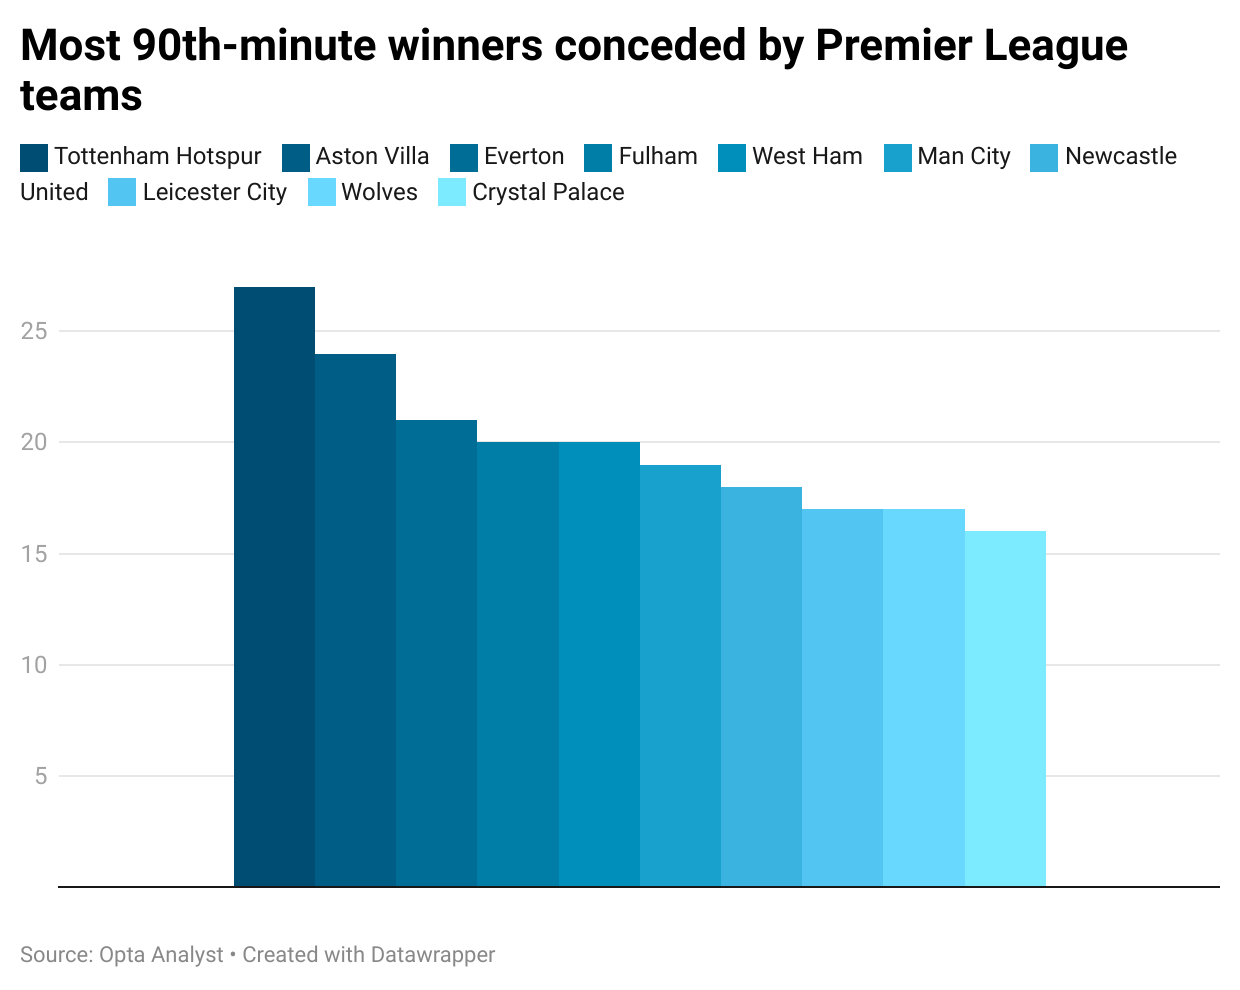 Most 90th-minute winners conceded by Premier League
teams
Tottenham Hotspur Aston Villa Everton Fulham West Ham Man City Newcastle
United Leicester City Wolves Crystal Palace
25
20
15
10
5
Source: Opta Analyst • Created with Datawrapper